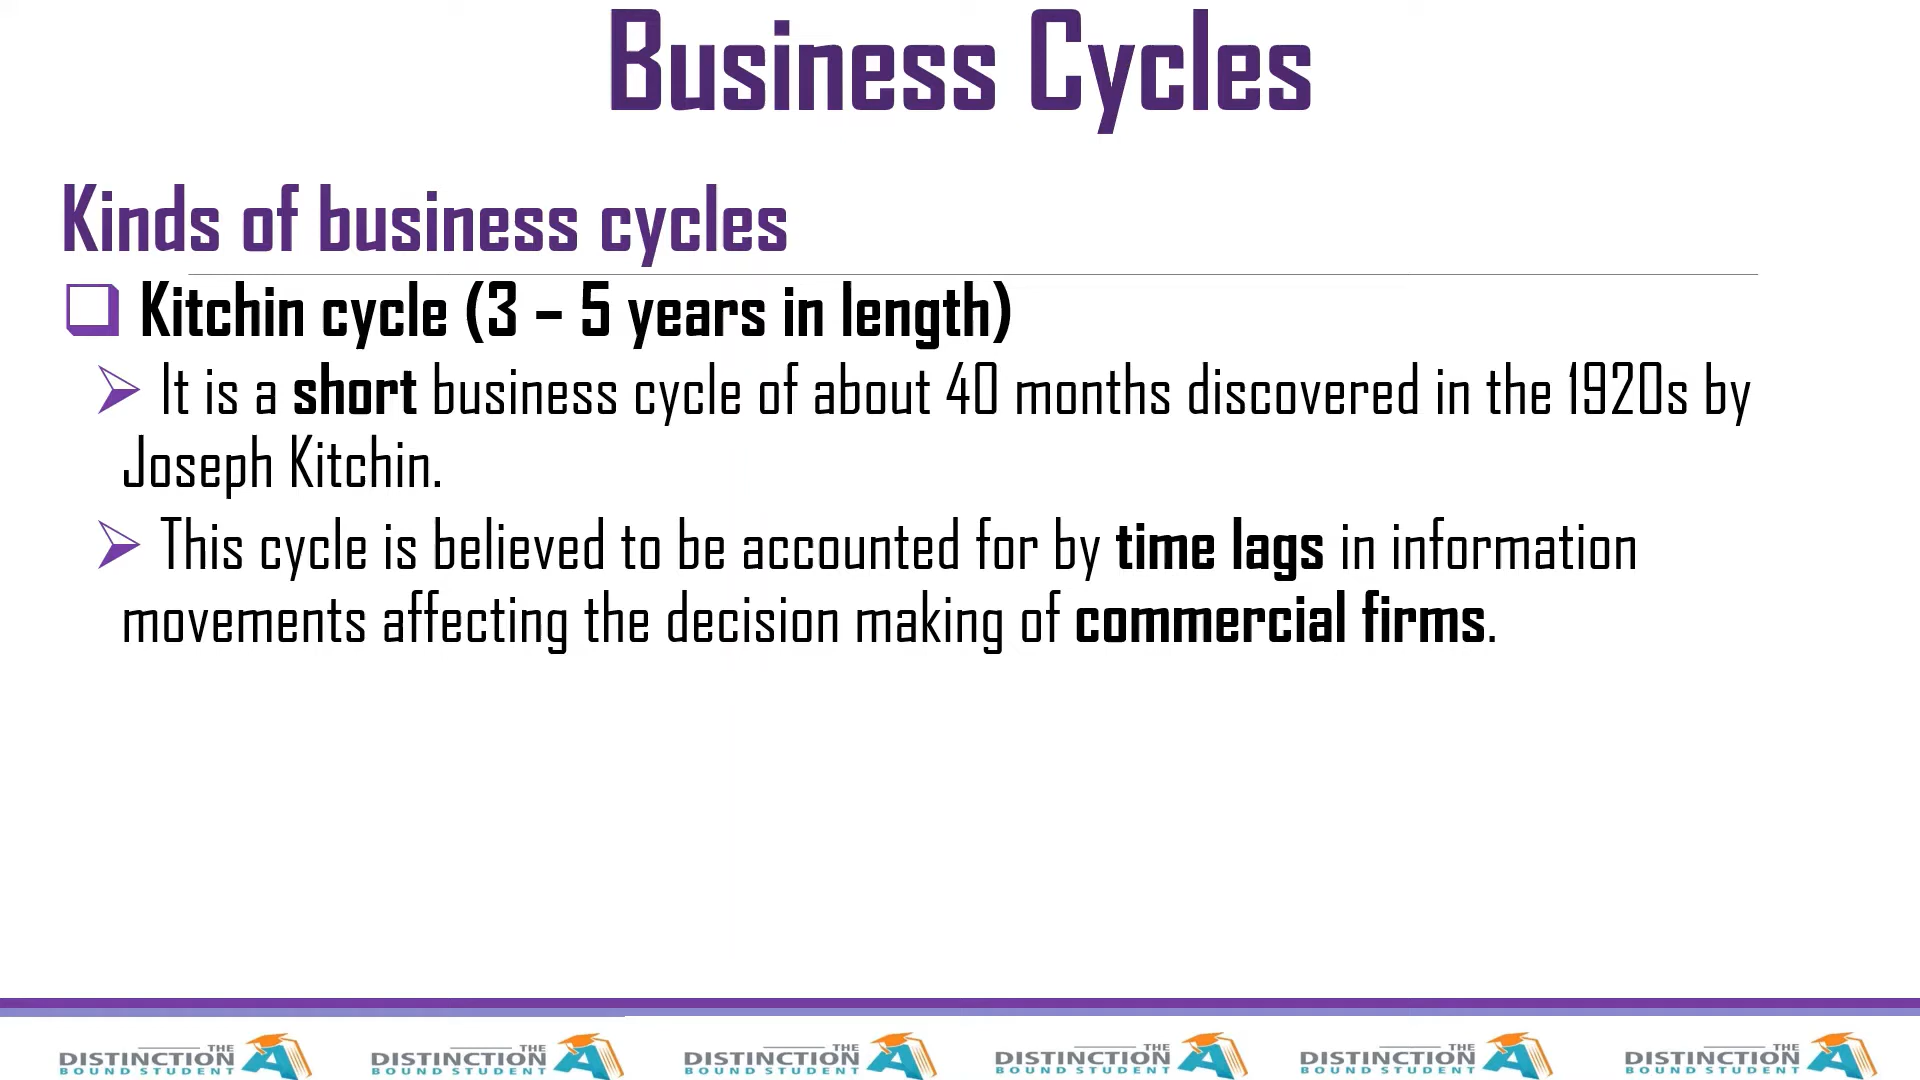 Business Cycles
Kinds of business cycles
Kitchin cycle (3 – 5 years in length)
It is a short business cycle of about 40 months discovered in the 1920s by
Joseph Kitchin.
This cycle is believed to be accounted for by time lags in information
movements affecting the decision making of commercial firms.
THE DISTINCTION BOUND STUDENT A
THE DISTINCTION BOUND STUDENT A
THE DISTINCTION BOUND STUDENT A
THE DISTINCTION BOUND STUDENT A
THE DISTINCTION BOUND STUDENT A
THE DISTINCTION BOUND STUDENT A